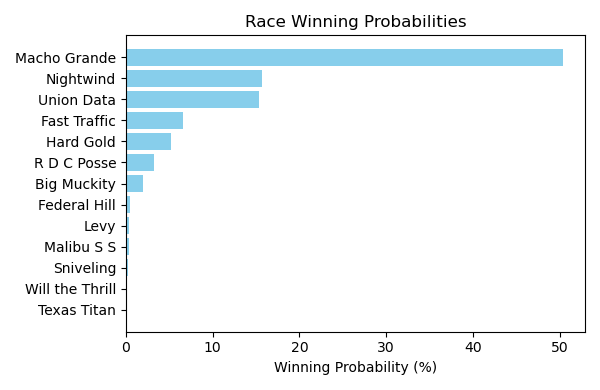 Race Winning Probabilities
Macho Grande
Nightwind
Union Data
Fast Traffic
Hard Gold
R D C Posse
Big Muckity
Federal Hill
Levy
Malibu S S
Sniveling
Will the Thrill
Texas Titan
0 10 20 30 40 50
Winning Probability (%)